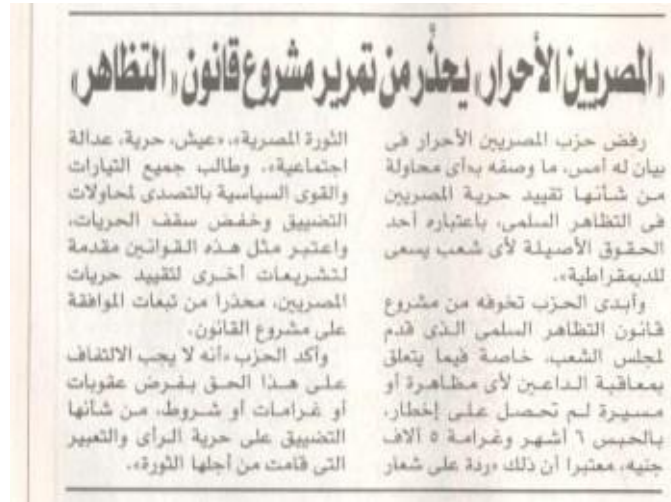 «المصريين الأحرار» يحذِّر من تمرير مشروع قانون «التظاهر»
رفض حزب المصريين الأحرار فى
بيان له أمس، ما وصفه بـ«أى محاولة
من شأنها تقييد حرية المصريين
فى التظاهر السلمى، باعتباره أحد
الحقوق الأصيلة لأى شعب يسعى
للديمقراطية».
وأبدى الحزب تخوفه من مشروع
قانون التظاهر السلمى الذى قدم
لمجلس الشعب، خاصة فيما يتعلق
بمعاقبة الداعين لأى مظاهرة أو
مسيرة لم تحصل على إخطار،
بالحبس ٦ أشهر وغرامة ٥ آلاف
جنيه، معتبرا أن ذلك «ردة على شعار
الثورة المصرية»، «عيش، حرية، عدالة
اجتماعية»، وطالب جميع التيارات
والقوى السياسية بالتصدى لمحاولات
التضييق وخفض سقف الحريات،
واعتبر مثل هذه القوانين مقدمة
لتشريعات أخرى لتقييد حريات
المصريين، محذرا من تبعات الموافقة
على مشروع القانون.
وأكد الحزب «أنه لا يجب الالتفاف
على هذا الحق بفرض عقوبات
أو غرامات أو شروط، من شأنها
التضييق على حرية الرأى والتعبير
التى قامت من أجلها الثورة».